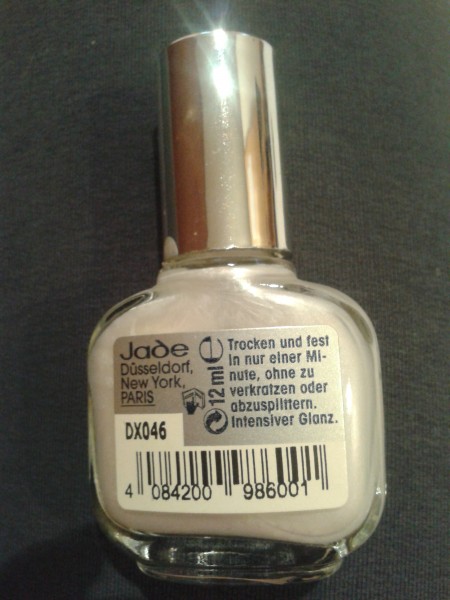 Jade
Düsseldorf,
New York,
PARIS
12 ml e
Trocken und fest
in nur einer Mi-
nute, ohne zu
verkratzen oder
abzusplittern.
Intensiver Glanz.
DX046
4 084200 986001